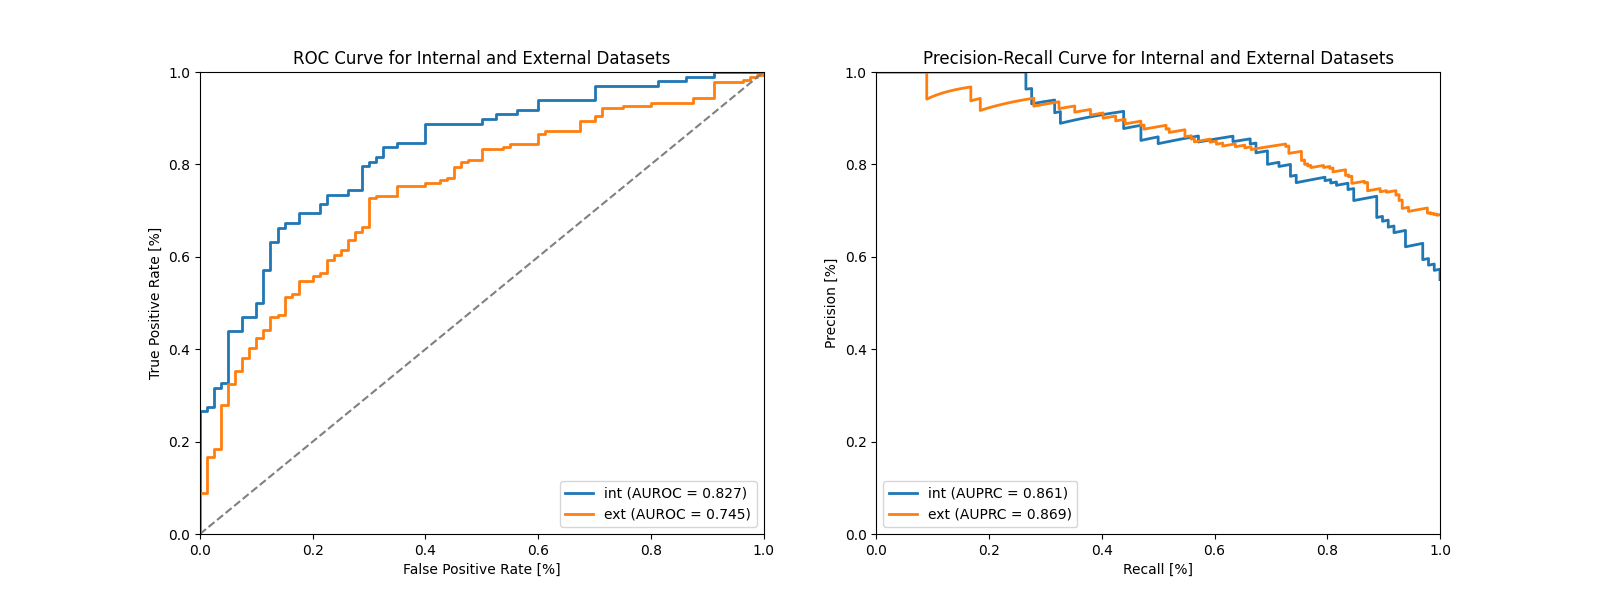 ROC Curve for Internal and External Datasets
1.0
0.8
0.6
0.4
0.2
0.0
True Positive Rate [%]
int (AUROC = 0.827)
ext (AUROC = 0.745)
0.0 0.2 0.4 0.6 0.8 1.0
False Positive Rate [%]
Precision-Recall Curve for Internal and External Datasets
1.0
0.8
0.6
0.4
0.2
0.0
Precision [%]
int (AUPRC = 0.861)
ext (AUPRC = 0.869)
0.0 0.2 0.4 0.6 0.8 1.0
Recall [%]